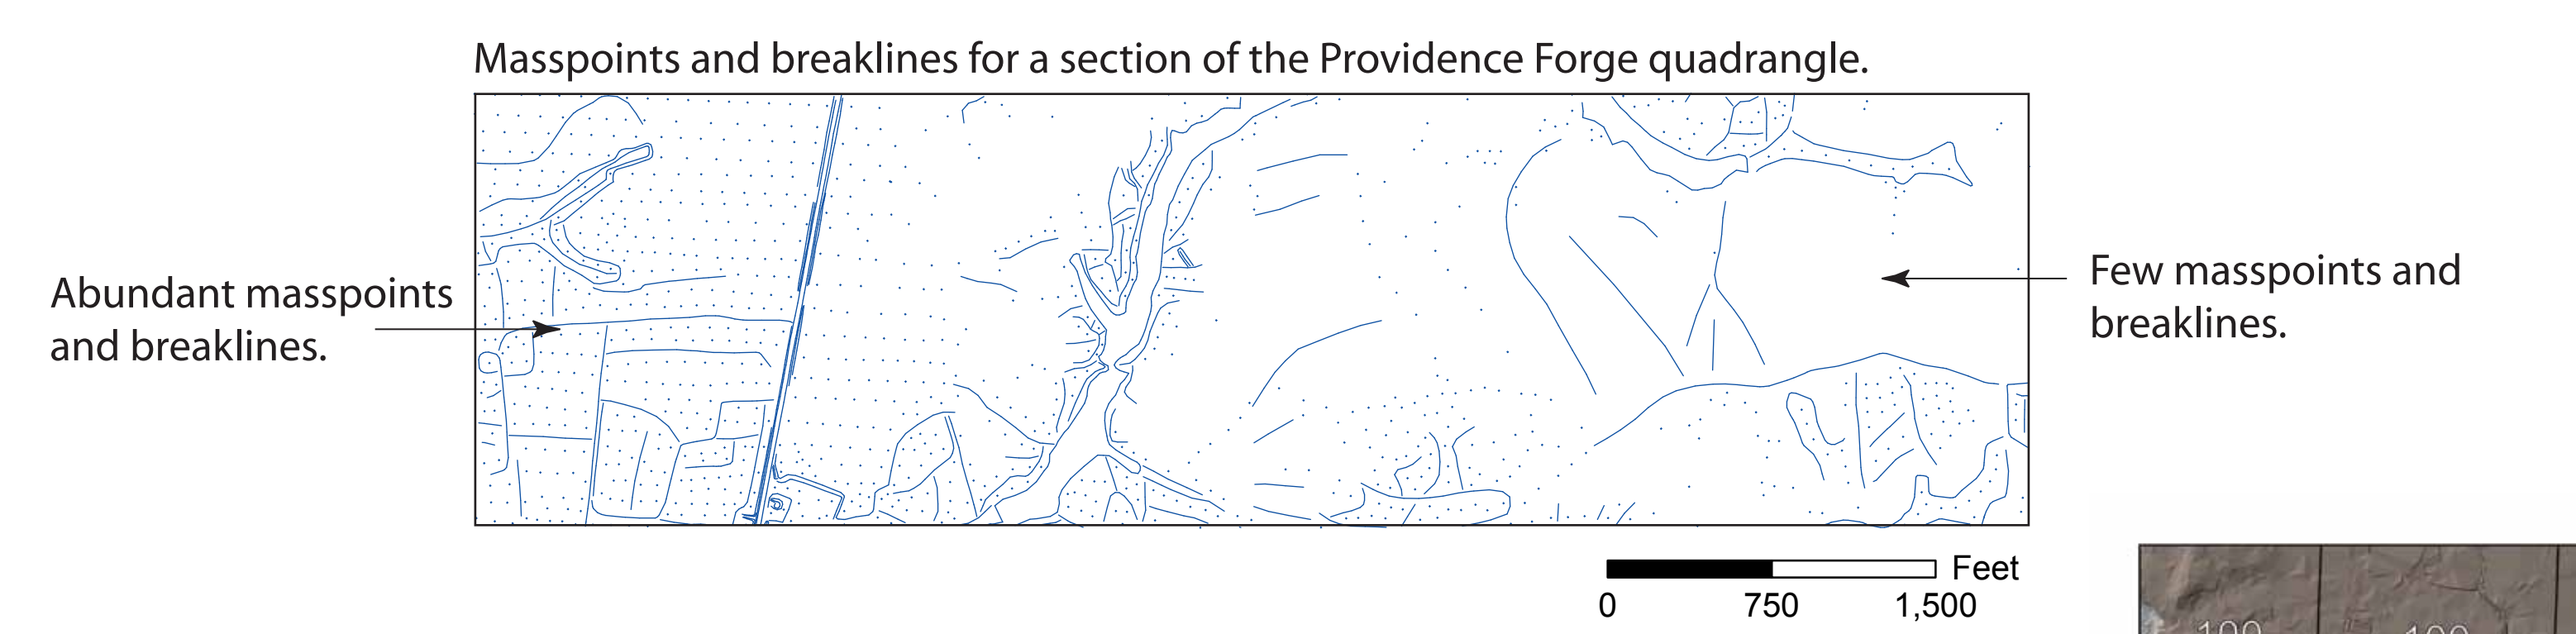 Masspoints and breaklines for a section of the Providence Forge quadrangle.
Abundant masspoints
and breaklines.
Few masspoints and
breaklines.
Feet
0 750 1,500
100